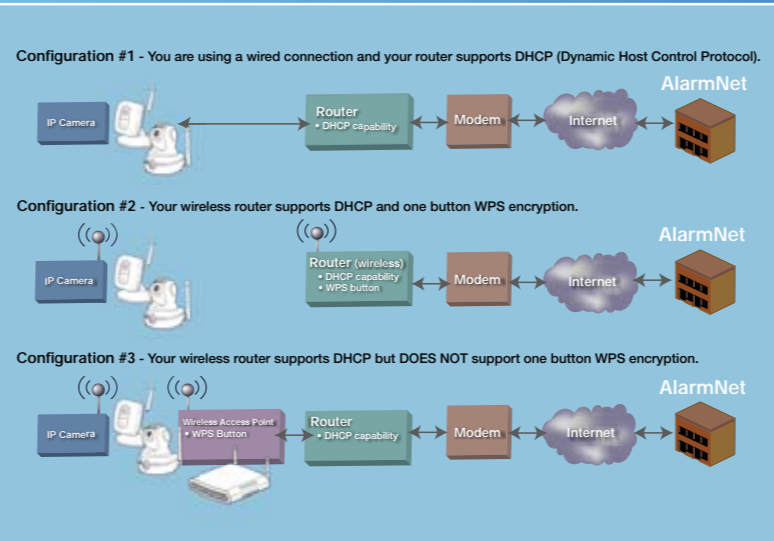 Configuration #1 - You are using a wired connection and your router supports DHCP (Dynamic Host Control Protocol).
AlarmNet
IP Camera
Router
• DHCP capability
Modem
Internet
Configuration #2 - Your wireless router supports DHCP and one button WPS encryption.
AlarmNet
IP Camera
Router (wireless)
• DHCP capability
• WPS button
Modem
Internet
Configuration #3 - Your wireless router supports DHCP but DOES NOT support one button WPS encryption.
AlarmNet
IP Camera
Wireless Access Point
• WPS Button
Router
• DHCP capability
Modem
Internet